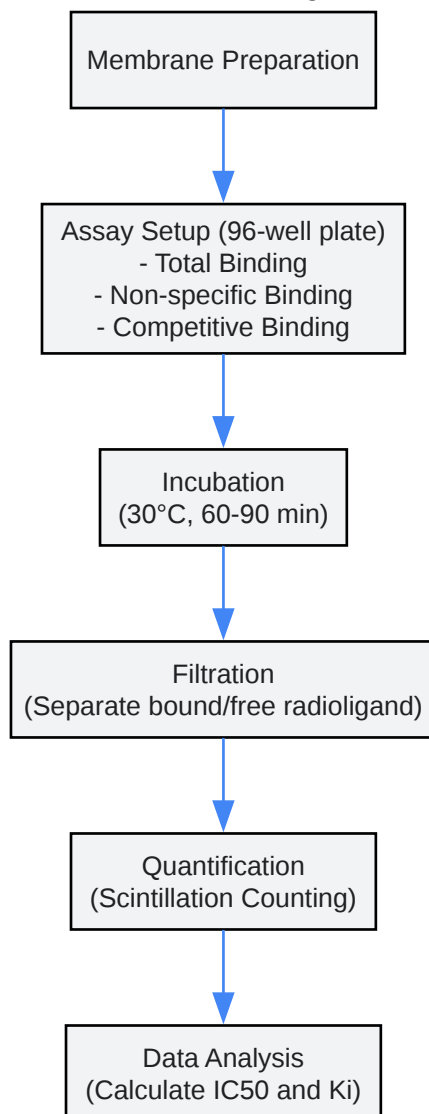 Membrane Preparation
Assay Setup (96-well plate)
- Total Binding
- Non-specific Binding
- Competitive Binding
Incubation
(30°C, 60-90 min)
Filtration
(Separate bound/free radioligand)
Quantification
(Scintillation Counting)
Data Analysis
(Calculate IC50 and Ki)